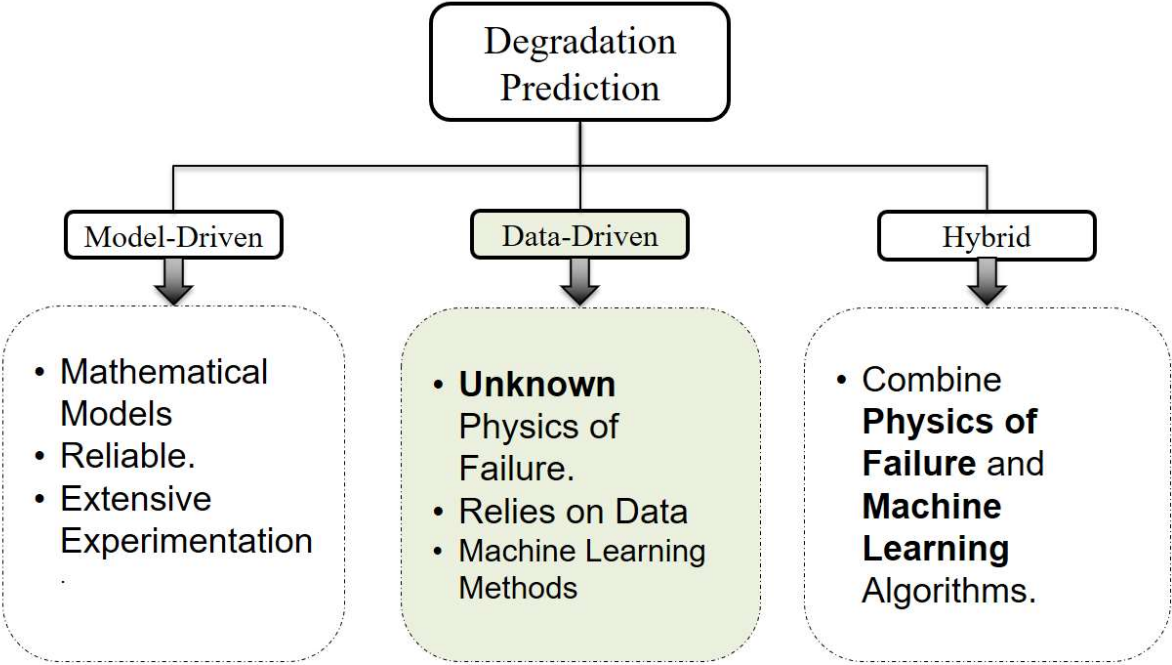 Degradation
Prediction
Model-Driven
Data-Driven
Hybrid
• Mathematical
Models
• Reliable.
• Extensive
Experimentation
.
• Unknown
Physics of
Failure.
• Relies on Data
• Machine Learning
Methods
• Combine
Physics of
Failure and
Machine
Learning
Algorithms.